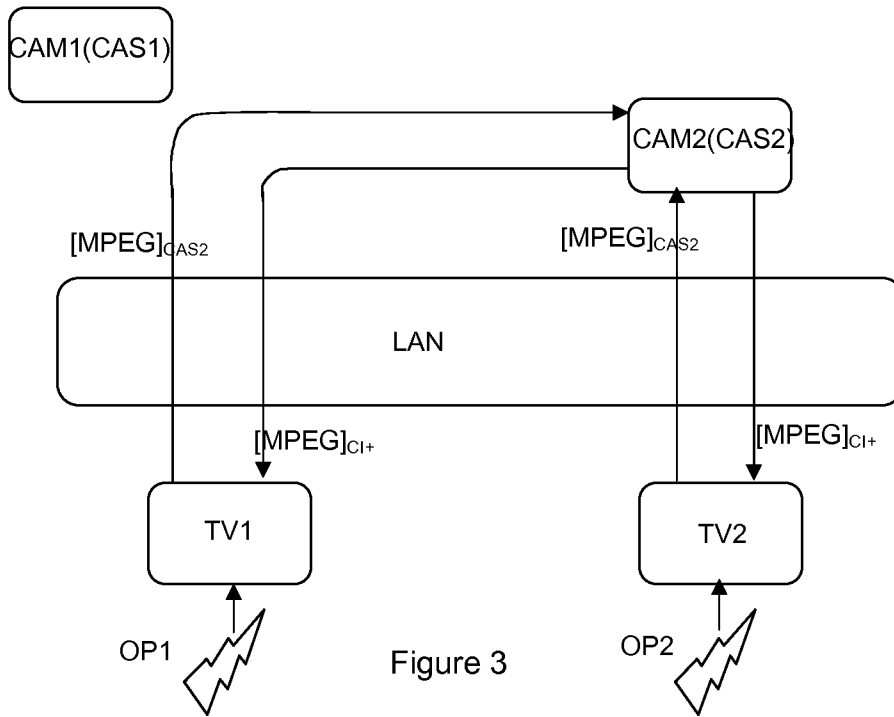 CAM1(CAS1)
CAM2(CAS2)
[MPEG]CAS2
[MPEG]CAS2
LAN
[MPEG]CI+
[MPEG]CI+
TV1
TV2
OP1
OP2
Figure 3